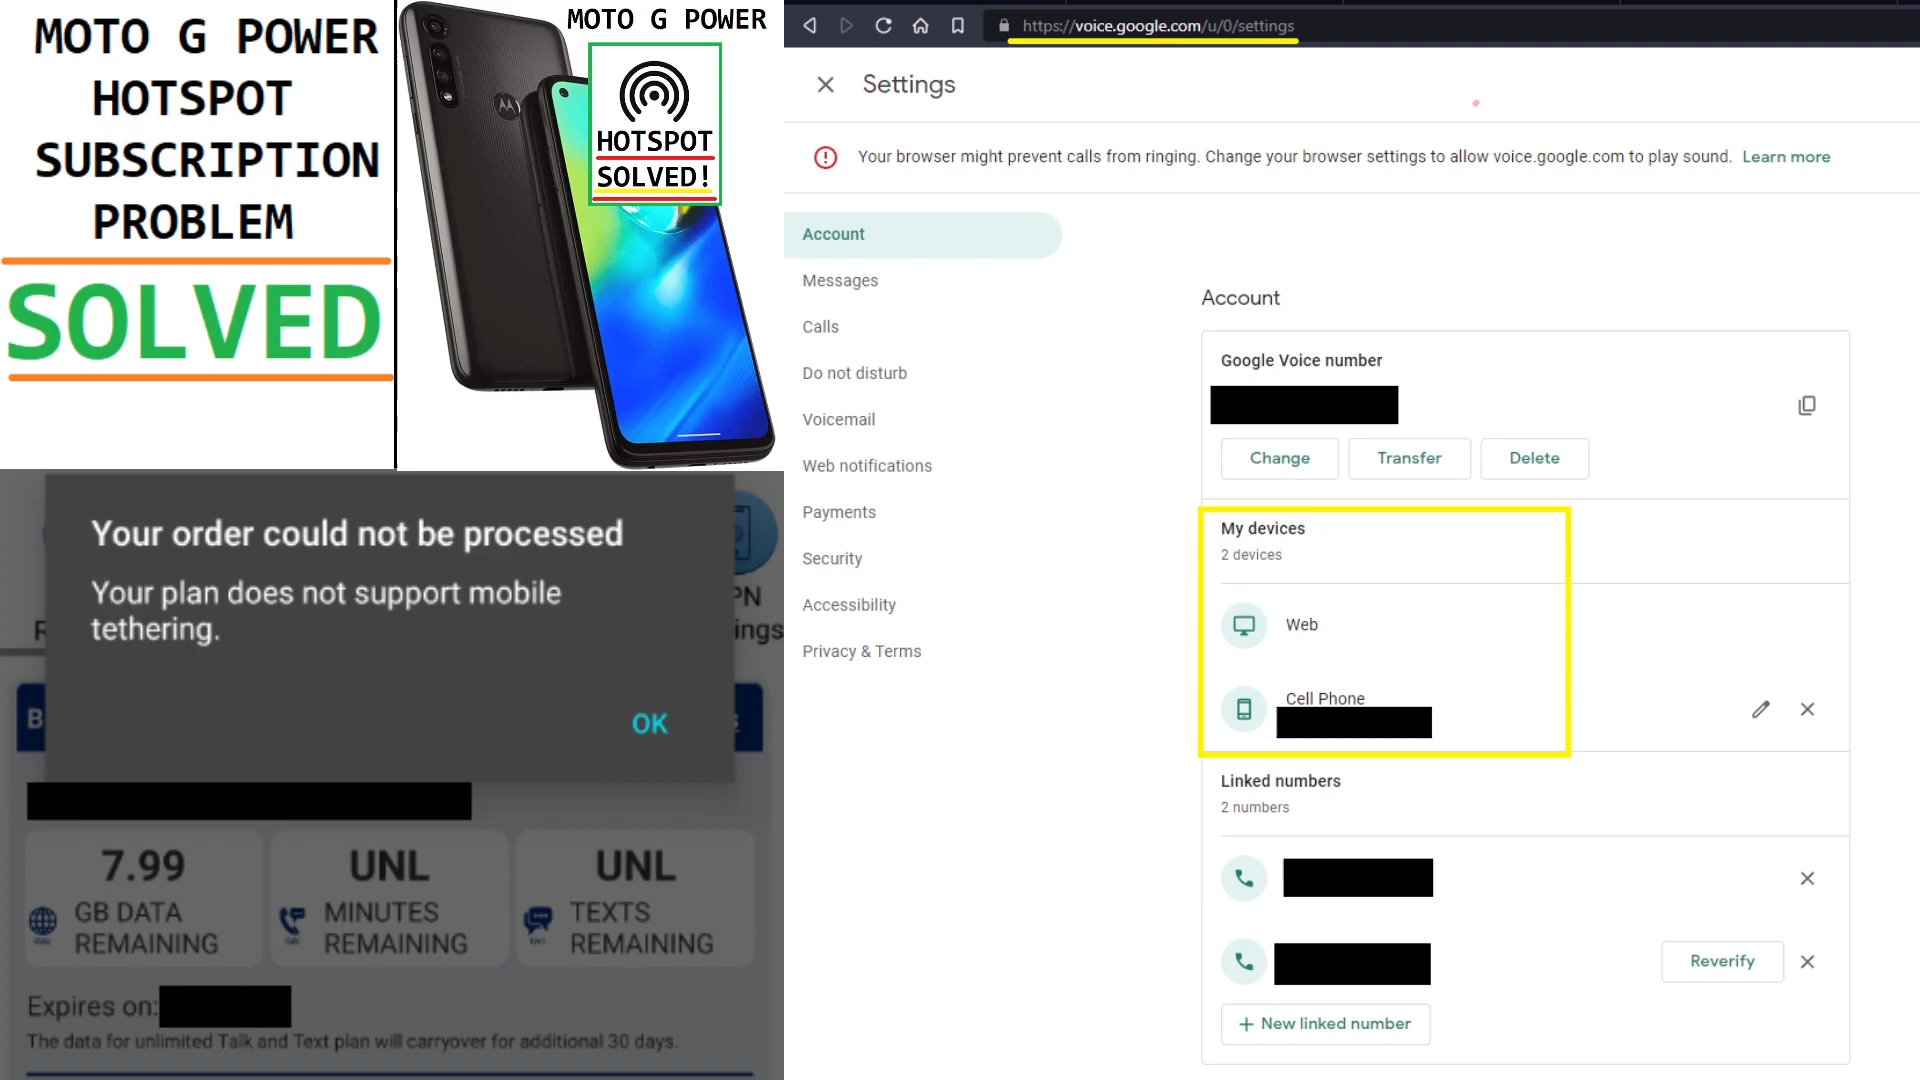 MOTO G POWER
HOTSPOT
SUBSCRIPTION
PROBLEM
SOLVED
MOTO G POWER
HOTSPOT
SOLVED!
Your order could not be processed
Your plan does not support mobile
tethering.
OK
PN
ings
R
B
7.99
GB DATA
REMAINING
UNL
MINUTES
REMAINING
UNL
TEXTS
REMAINING
Expires on:
The data for unlimited Talk and Text plan will carryover for additional 30 days.
https://voice.google.com/u/0/settings
Settings
Your browser might prevent calls from ringing. Change your browser settings to allow voice.google.com to play sound. Learn more
Account
Messages
Calls
Do not disturb
Voicemail
Web notifications
Payments
Security
Accessibility
Privacy & Terms
Account
Google Voice number
Change
Transfer
Delete
My devices
2 devices
Web
Cell Phone
Linked numbers
2 numbers
Reverify
New linked number